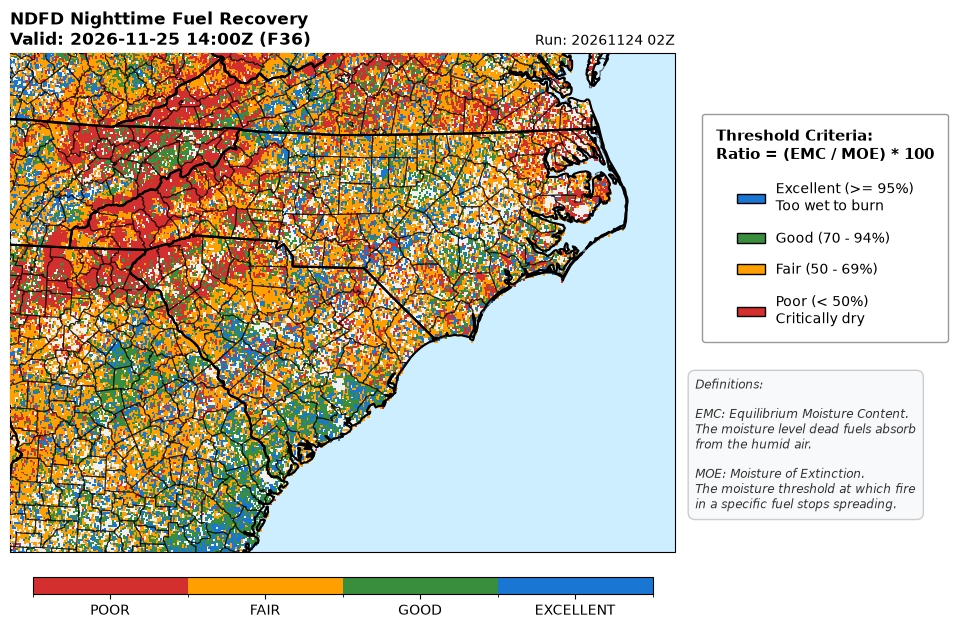 NDFD Nighttime Fuel Recovery
Valid: 2026-11-25 14:00Z (F36)
Run: 20261124 02Z
Threshold Criteria:
Ratio = (EMC / MOE) * 100
Excellent (>= 95%)
Too wet to burn
Good (70 - 94%)
Fair (50 - 69%)
Poor (< 50%)
Critically dry
Definitions:
EMC: Equilibrium Moisture Content.
The moisture level dead fuels absorb
from the humid air.
MOE: Moisture of Extinction.
The moisture threshold at which fire
in a specific fuel stops spreading.
POOR
FAIR
GOOD
EXCELLENT